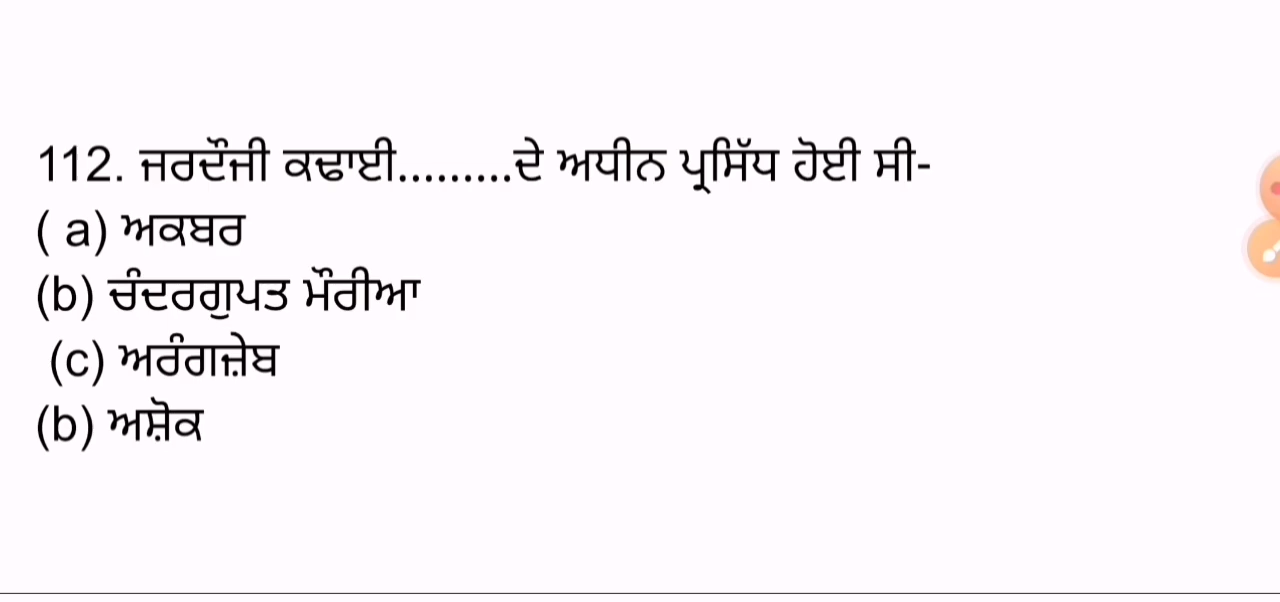 112. ਜਰਦੌਜੀ ਕਢਾਈ.........ਦੇ ਅਧੀਨ ਪ੍ਰਸਿੱਧ ਹੋਈ ਸੀ-
( a) ਅਕਬਰ
(b) ਚੰਦਰਗੁਪਤ ਮੌਰੀਆ
(c) ਅਰੰਗਜ਼ੇਬ
(b) ਅਸ਼ੋਕ